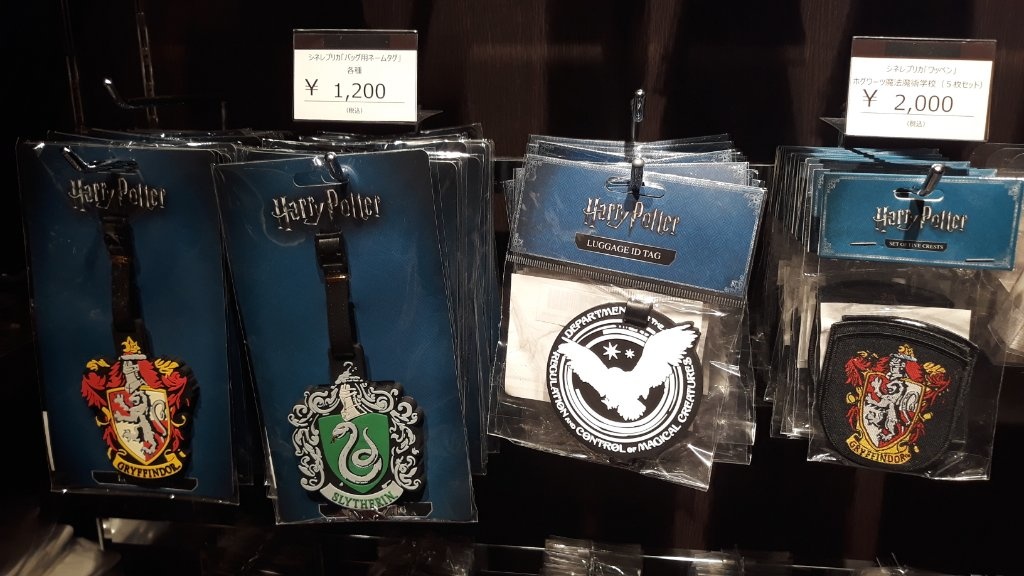 シネレプリカ「バッグ用ネームタグ」
各種
¥ 1,200
(税込)
シネレプリカ「ワッペン」
ホグワーツ魔法魔術学校 (5枚セット)
¥ 2,000
(税込)
Harry Potter
GRYFFINDOR
Harry Potter
SLYTHERIN
Harry Potter
LUGGAGE ID TAG
DEPARTMENT FOR THE REGULATION AND CONTROL OF MAGICAL CREATURES
Harry Potter
SET OF FIVE CRESTS
GRYFFINDOR